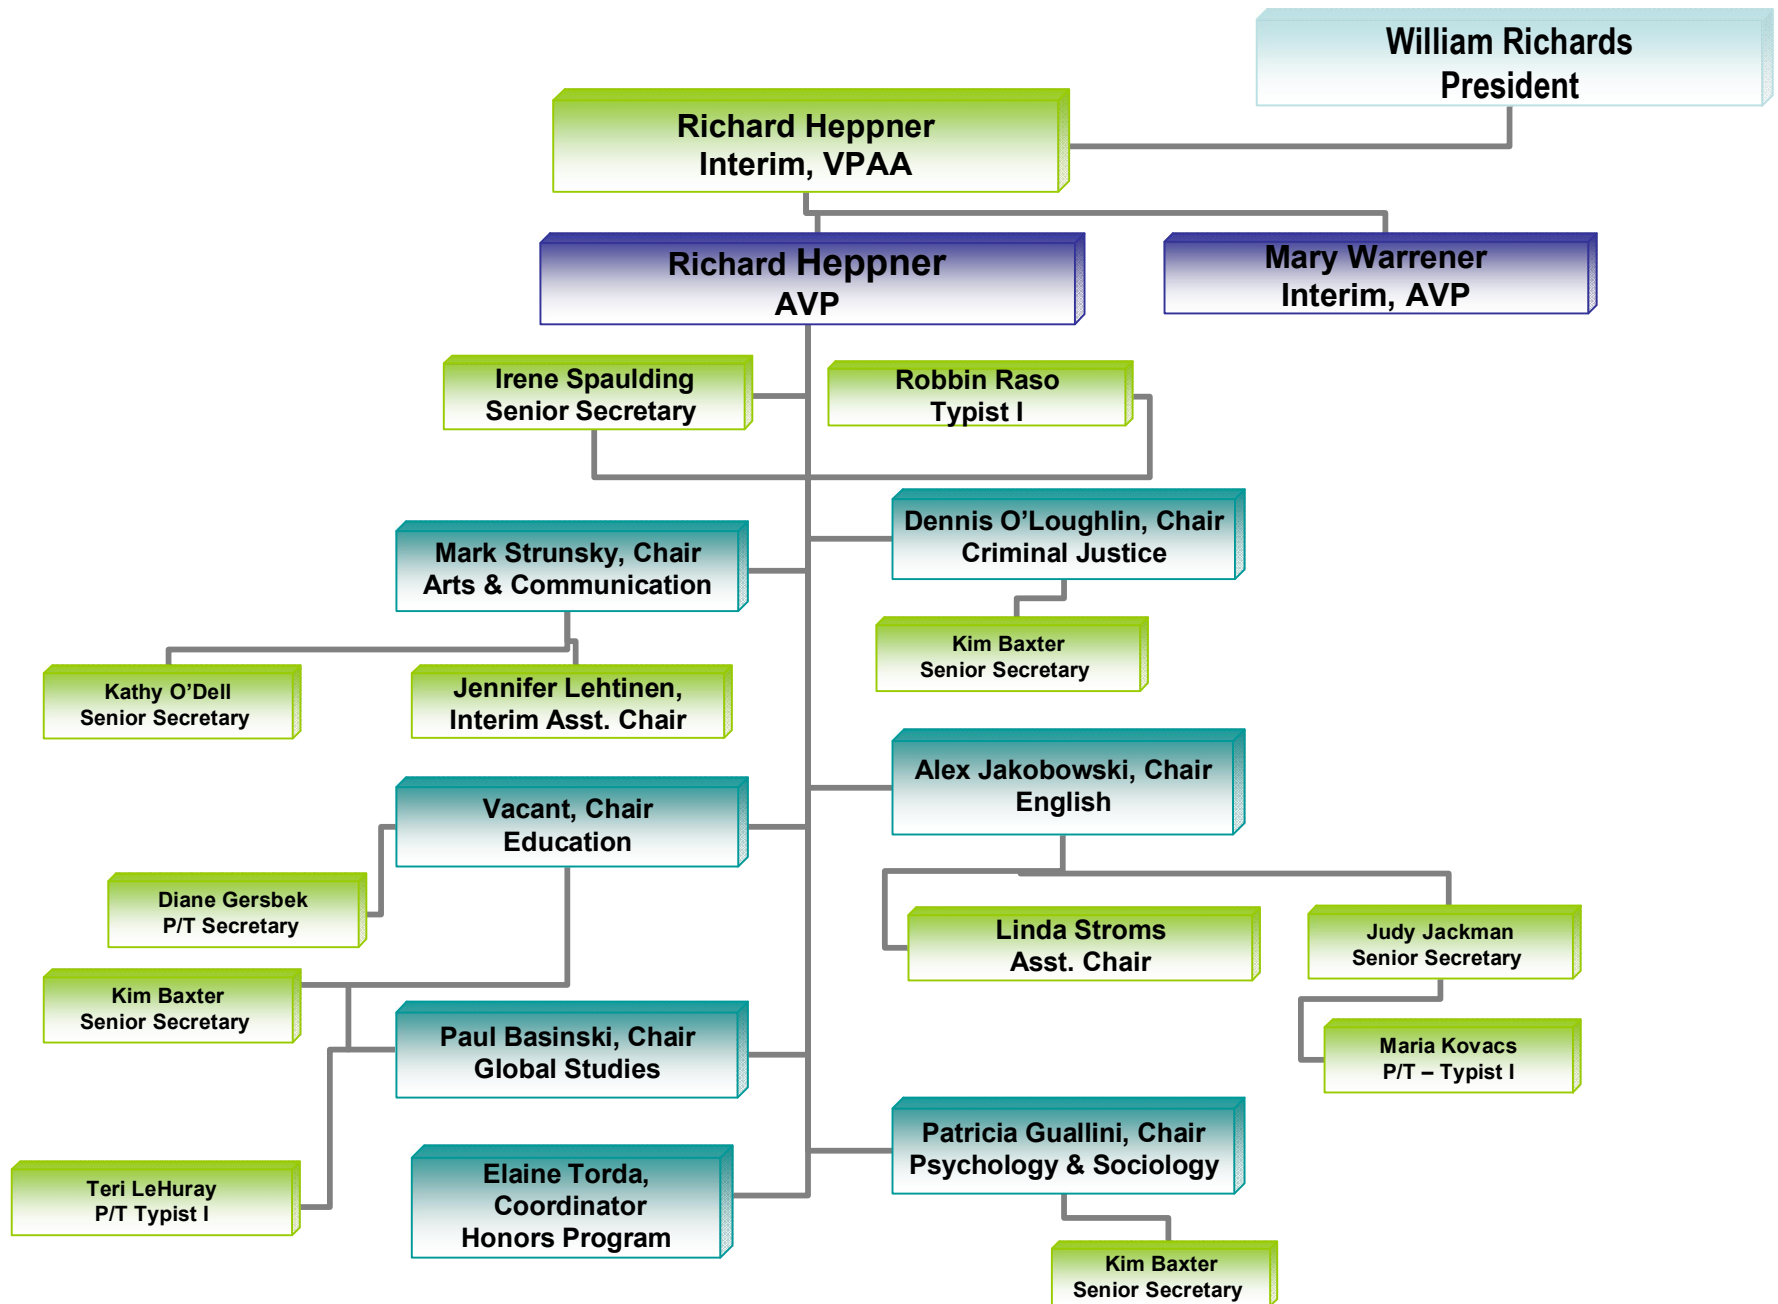 William Richards
President
Richard Heppner
Interim, VPAA
Richard Heppner
AVP
Mary Warrener
Interim, AVP
Irene Spaulding
Senior Secretary
Robbin Raso
Typist I
Mark Strunsky, Chair
Arts & Communication
Dennis O’Loughlin, Chair
Criminal Justice
Kim Baxter
Senior Secretary
Kathy O’Dell
Senior Secretary
Jennifer Lehtinen,
Interim Asst. Chair
Alex Jakobowski, Chair
English
Vacant, Chair
Education
Diane Gersbek
P/T Secretary
Linda Stroms
Asst. Chair
Judy Jackman
Senior Secretary
Kim Baxter
Senior Secretary
Paul Basinski, Chair
Global Studies
Maria Kovacs
P/T – Typist I
Patricia Guallini, Chair
Psychology & Sociology
Teri LeHuray
P/T Typist I
Elaine Torda,
Coordinator
Honors Program
Kim Baxter
Senior Secretary